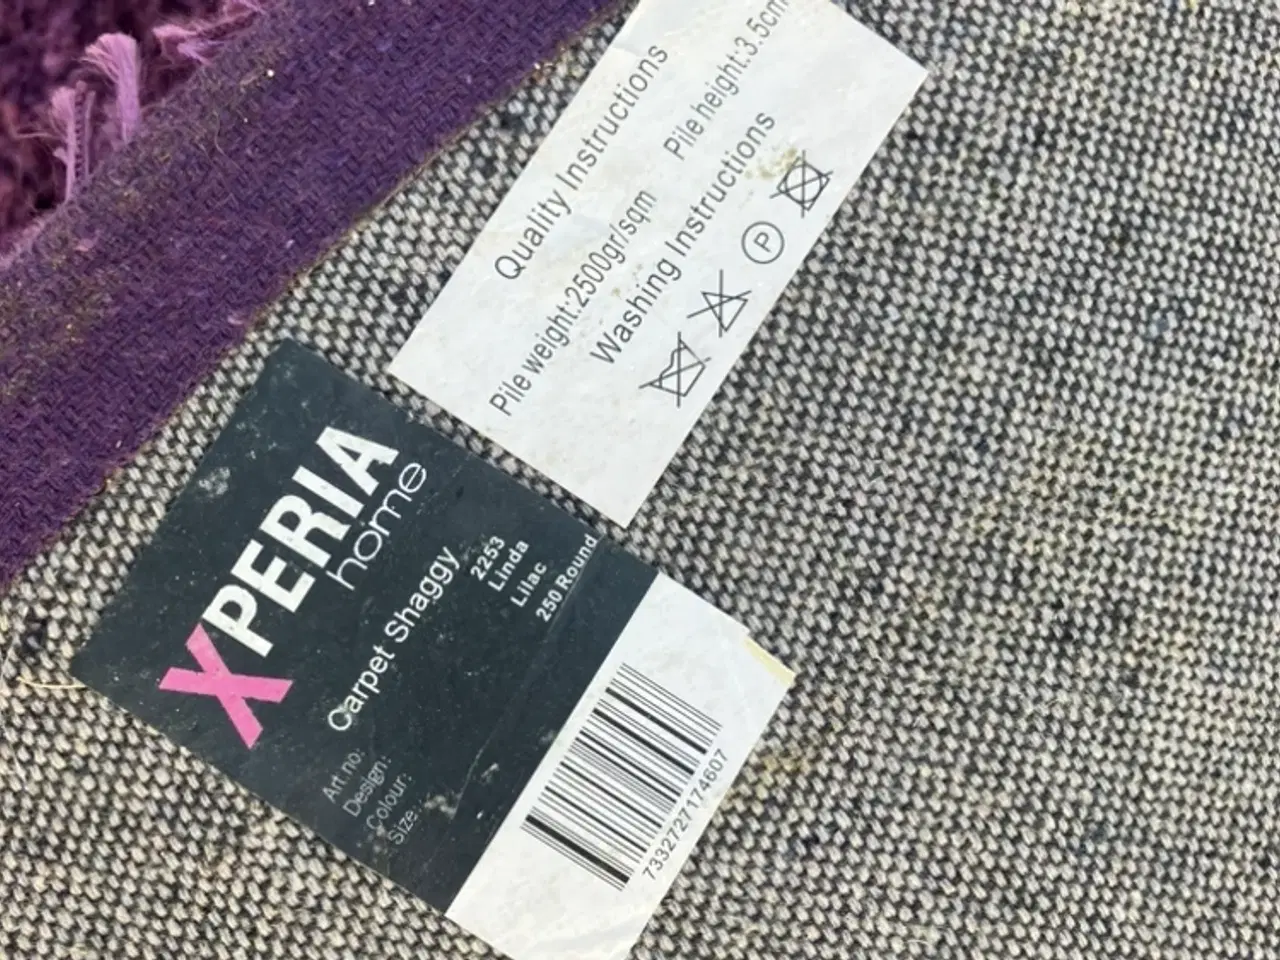 Quality Instructions
Pile weight:2500gr/sqm Pile height:3.5cm
Washing Instructions
P
XPERIA
home
Carpet Shaggy
Art.no: 2253
Design: Linda
Colour: Lilac
Size: 250 Round
7332727174607